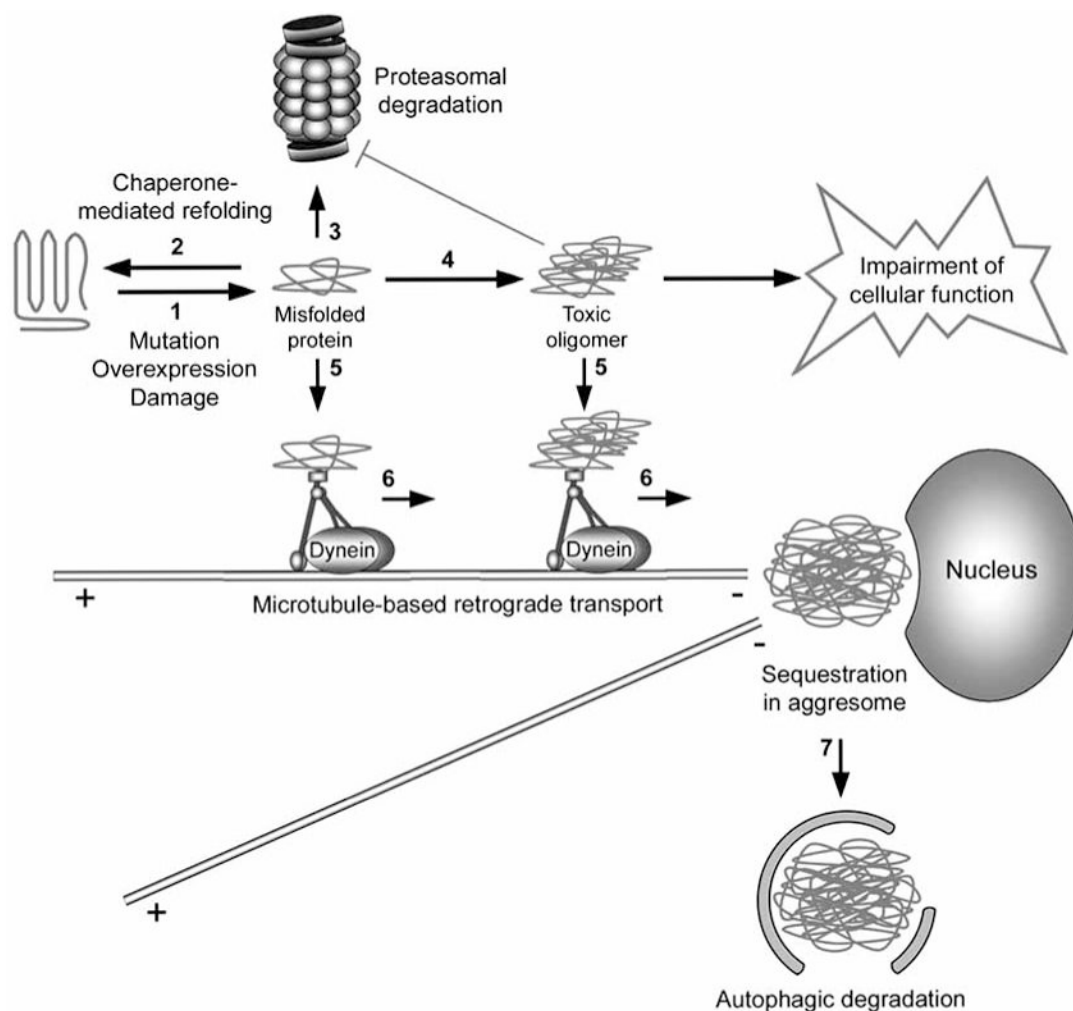 Proteasomal
degradation
Chaperone-
mediated refolding
2
3
4
1
Mutation
Overexpression
Damage
Misfolded
protein
Toxic
oligomer
Impairment of
cellular function
5
5
6
6
Dynein
Dynein
Nucleus
+
Microtubule-based retrograde transport
-
-
Sequestration
in aggresome
7
+
Autophagic degradation